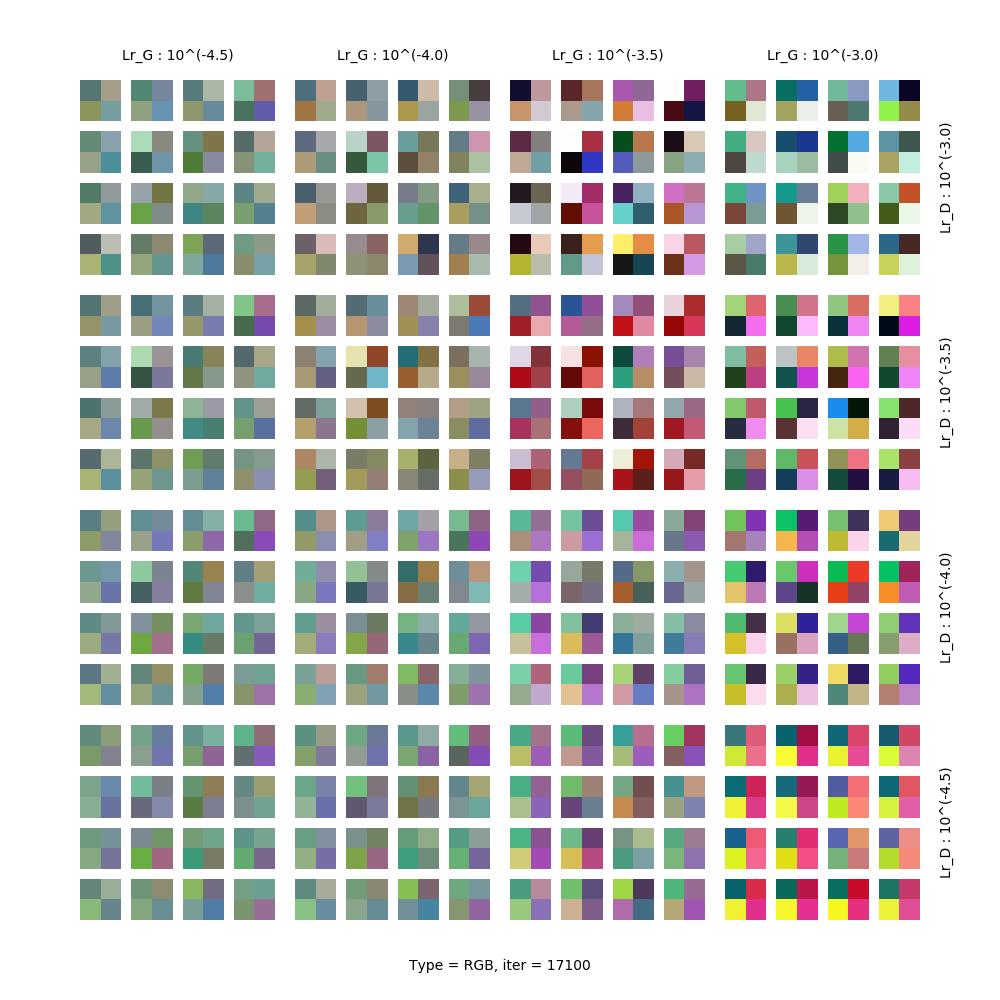 Lr_G : 10^(-4.5)
Lr_G : 10^(-4.0)
Lr_G : 10^(-3.5)
Lr_G : 10^(-3.0)
Lr_D : 10^(-3.0)
Lr_D : 10^(-3.5)
Lr_D : 10^(-4.0)
Lr_D : 10^(-4.5)
Type = RGB, iter = 17100